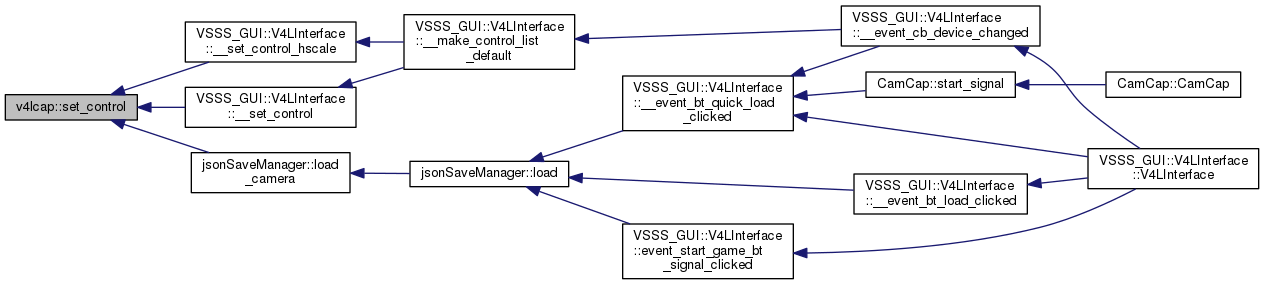 v4lcap::set_control
VSSS_GUI::V4LInterface
::__set_control_hscale
VSSS_GUI::V4LInterface
::__set_control
jsonSaveManager::load
_camera
VSSS_GUI::V4LInterface
::__make_control_list
_default
jsonSaveManager::load
VSSS_GUI::V4LInterface
::__event_bt_quick_load
_clicked
VSSS_GUI::V4LInterface
::event_start_game_bt
_signal_clicked
VSSS_GUI::V4LInterface
::__event_cb_device_changed
CamCap::start_signal
VSSS_GUI::V4LInterface
::__event_bt_load_clicked
CamCap::CamCap
VSSS_GUI::V4LInterface
::V4LInterface